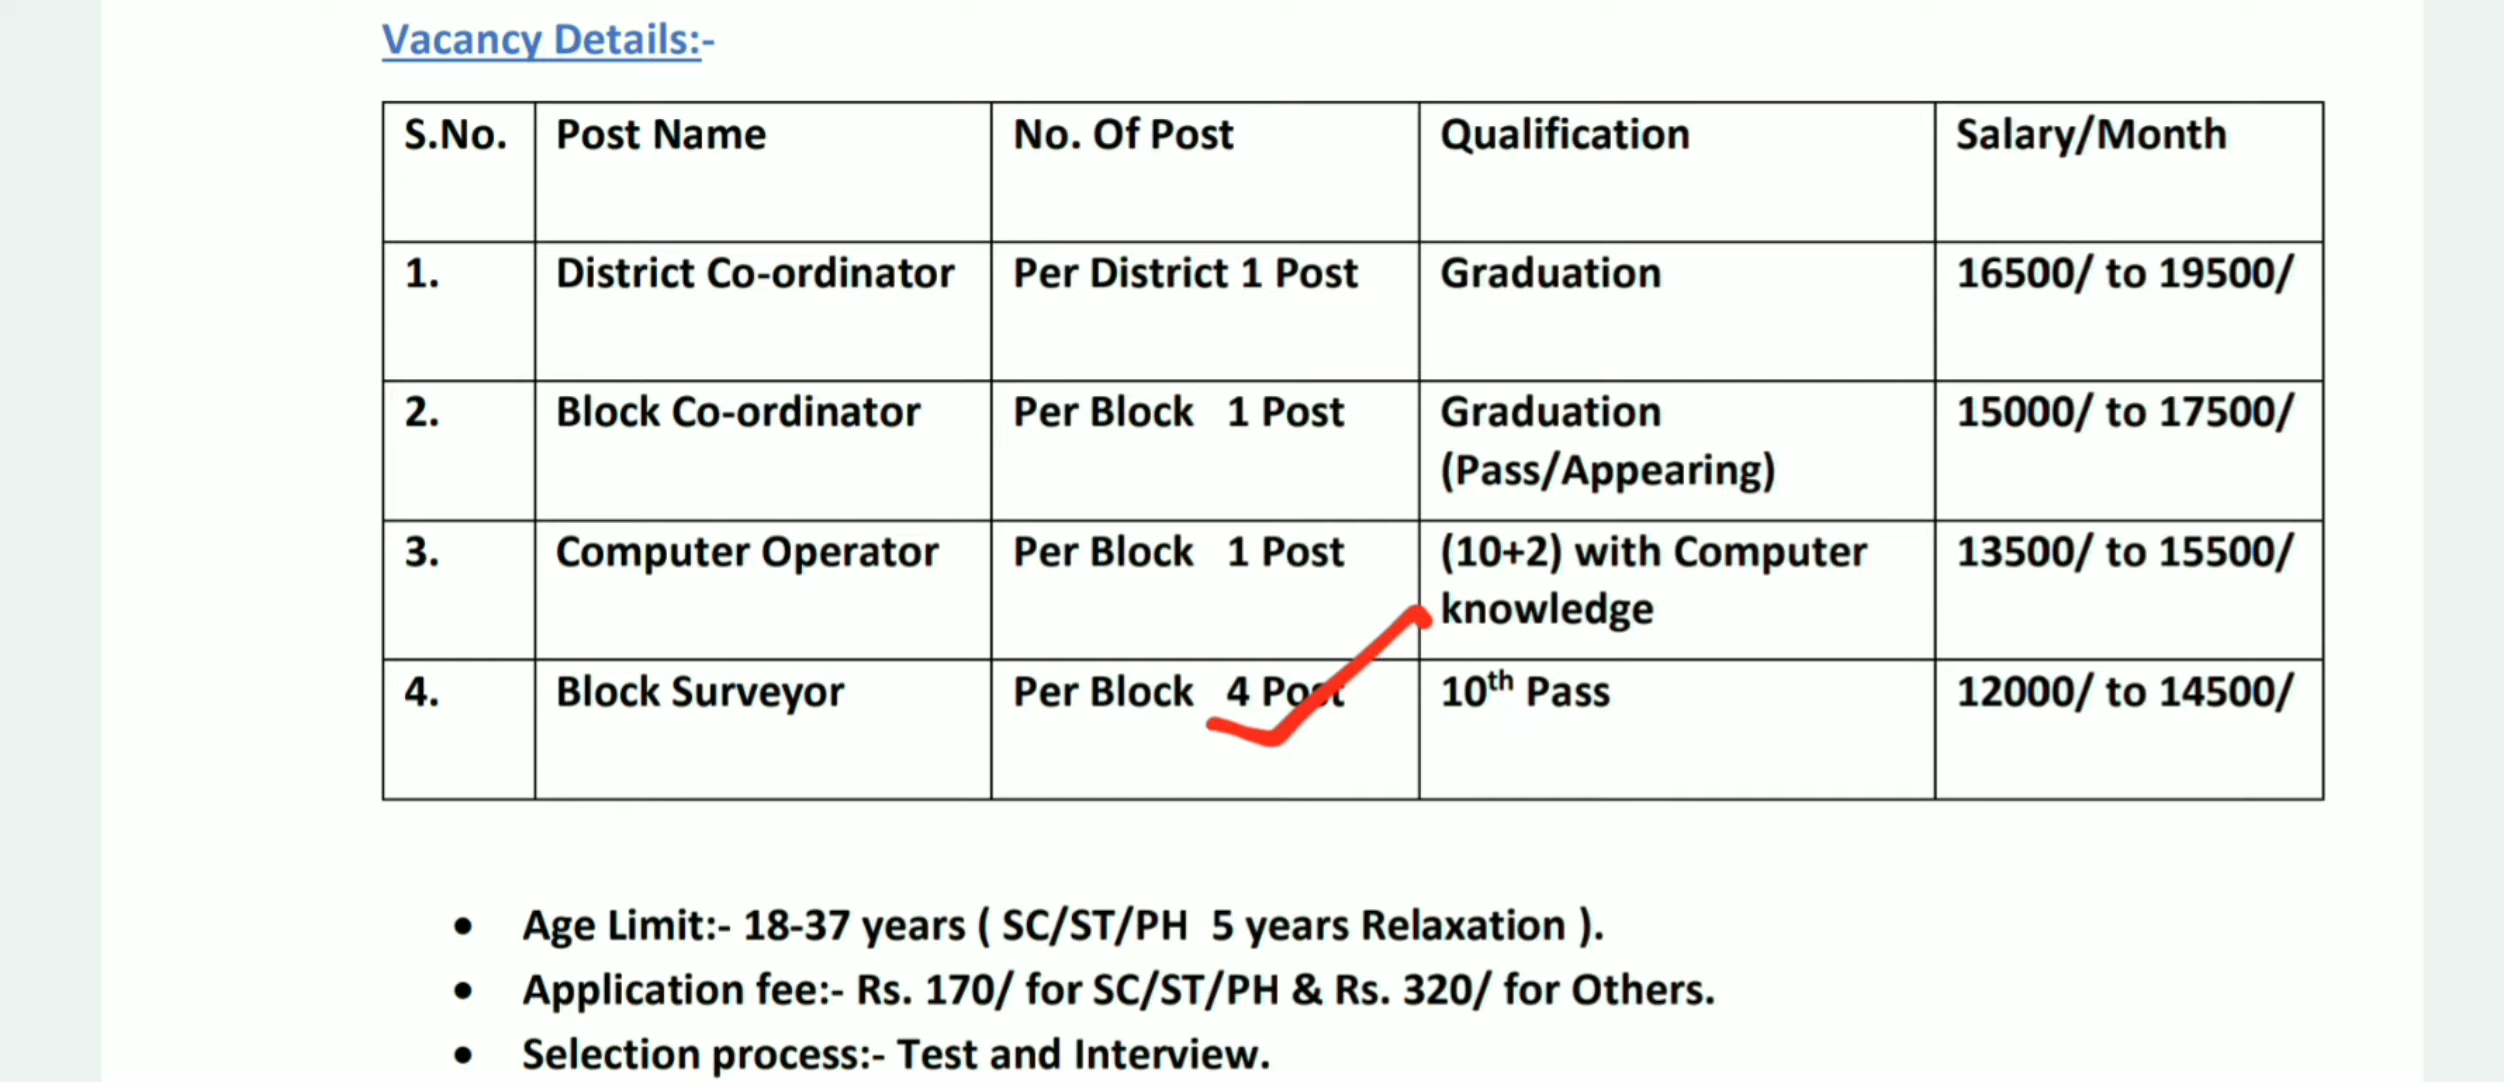 Vacancy Details:-
S.No. Post Name No. Of Post Qualification Salary/Month
1. District Co-ordinator Per District 1 Post Graduation 16500/ to 19500/
2. Block Co-ordinator Per Block 1 Post Graduation 15000/ to 17500/
(Pass/Appearing)
3. Computer Operator Per Block 1 Post (10+2) with Computer 13500/ to 15500/
knowledge
4. Block Surveyor Per Block 4 Post 10th Pass 12000/ to 14500/
• Age Limit:- 18-37 years ( SC/ST/PH 5 years Relaxation ).
• Application fee:- Rs. 170/ for SC/ST/PH & Rs. 320/ for Others.
• Selection process:- Test and Interview.